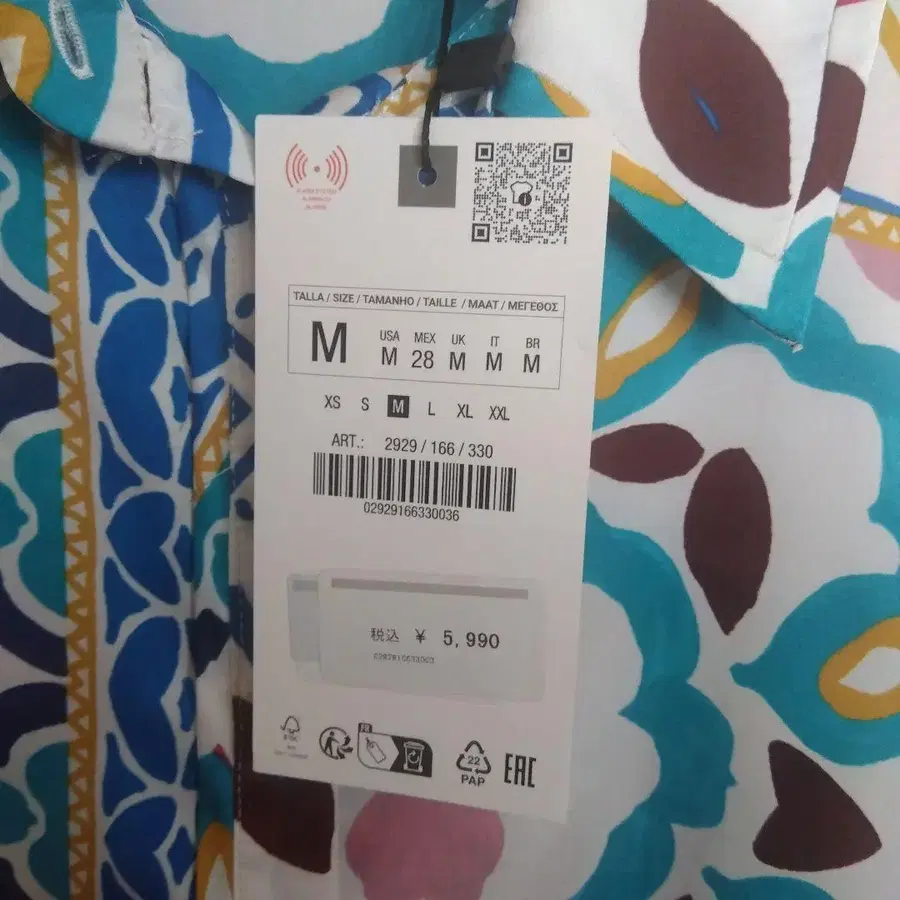 TALLA / SIZE / TAMANHO / TAILLE / MAAT / ΜΕΓΕΘΟΣ
M
USA MEX UK IT BR
M 28 M M M
XS S M L XL XXL
ART.: 2929 / 166 / 330
02929166330036
税込 ¥ 5,990
FR
22
PAP
EAC